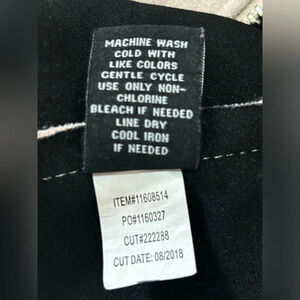 MACHINE WASH
COLD WITH
LIKE COLORS
GENTLE CYCLE
USE ONLY NON-
CHLORINE
BLEACH IF NEEDED
LINE DRY
COOL IRON
IF NEEDED
ITEM#11608514
PO#1160327
CUT#222288
CUT DATE: 08/2018